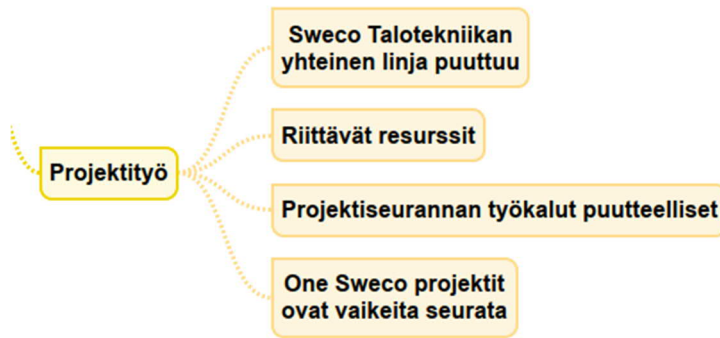 Sweco Talotekniikan
yhteinen linja puuttuu
Riittävät resurssit
Projektityö
Projektiseurannan työkalut puutteelliset
One Sweco projektit
ovat vaikeita seurata